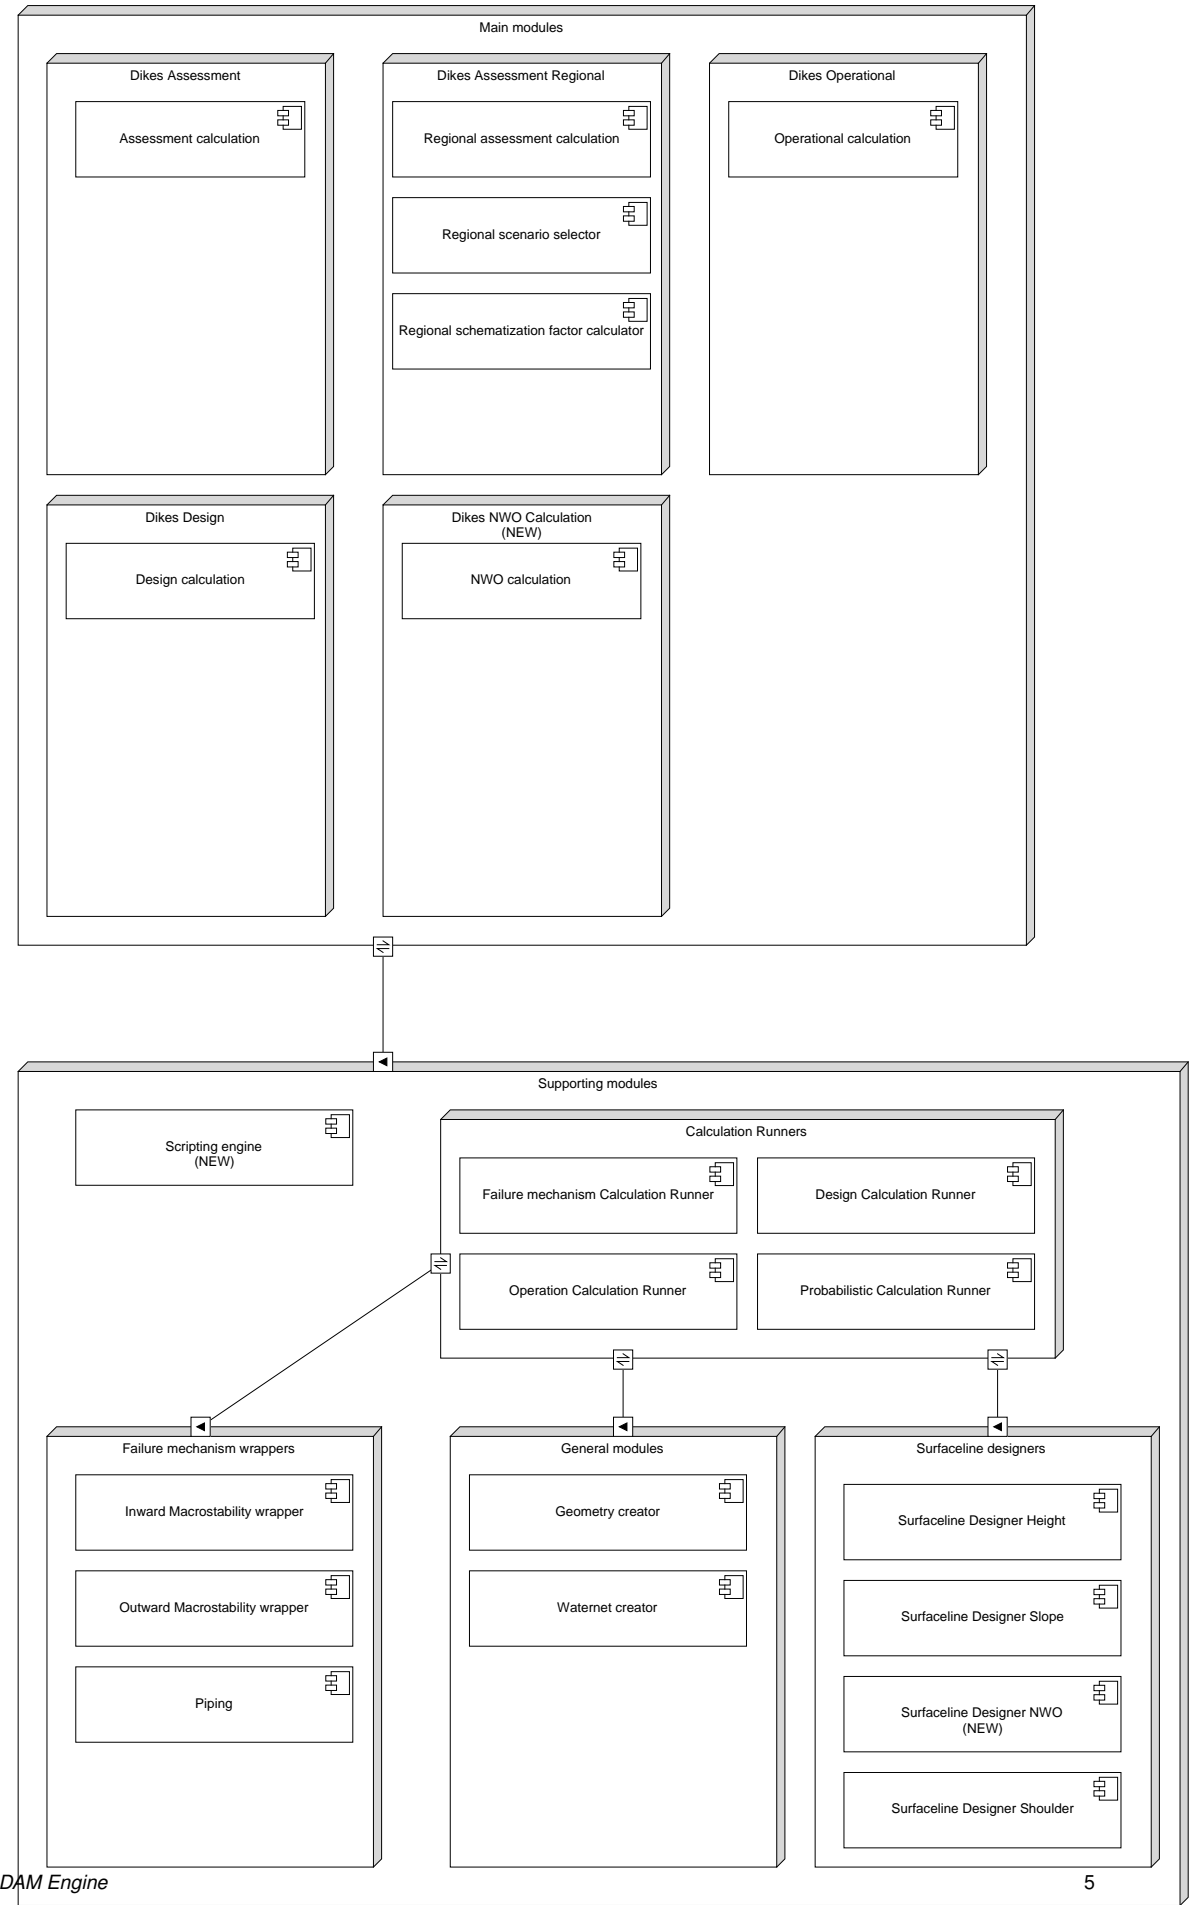 Main modules
Dikes Assessment
Assessment calculation
Dikes Assessment Regional
Regional assessment calculation
Regional scenario selector
Regional schematization factor calculator
Dikes Operational
Operational calculation
Dikes Design
Design calculation
Dikes NWO Calculation
(NEW)
NWO calculation
Supporting modules
Scripting engine
(NEW)
Calculation Runners
Failure mechanism Calculation Runner
Design Calculation Runner
Operation Calculation Runner
Probabilistic Calculation Runner
Failure mechanism wrappers
Inward Macrostability wrapper
Outward Macrostability wrapper
Piping
General modules
Geometry creator
Waternet creator
Surfaceline designers
Surfaceline Designer Height
Surfaceline Designer Slope
Surfaceline Designer NWO
(NEW)
Surfaceline Designer Shoulder
DAM Engine
5